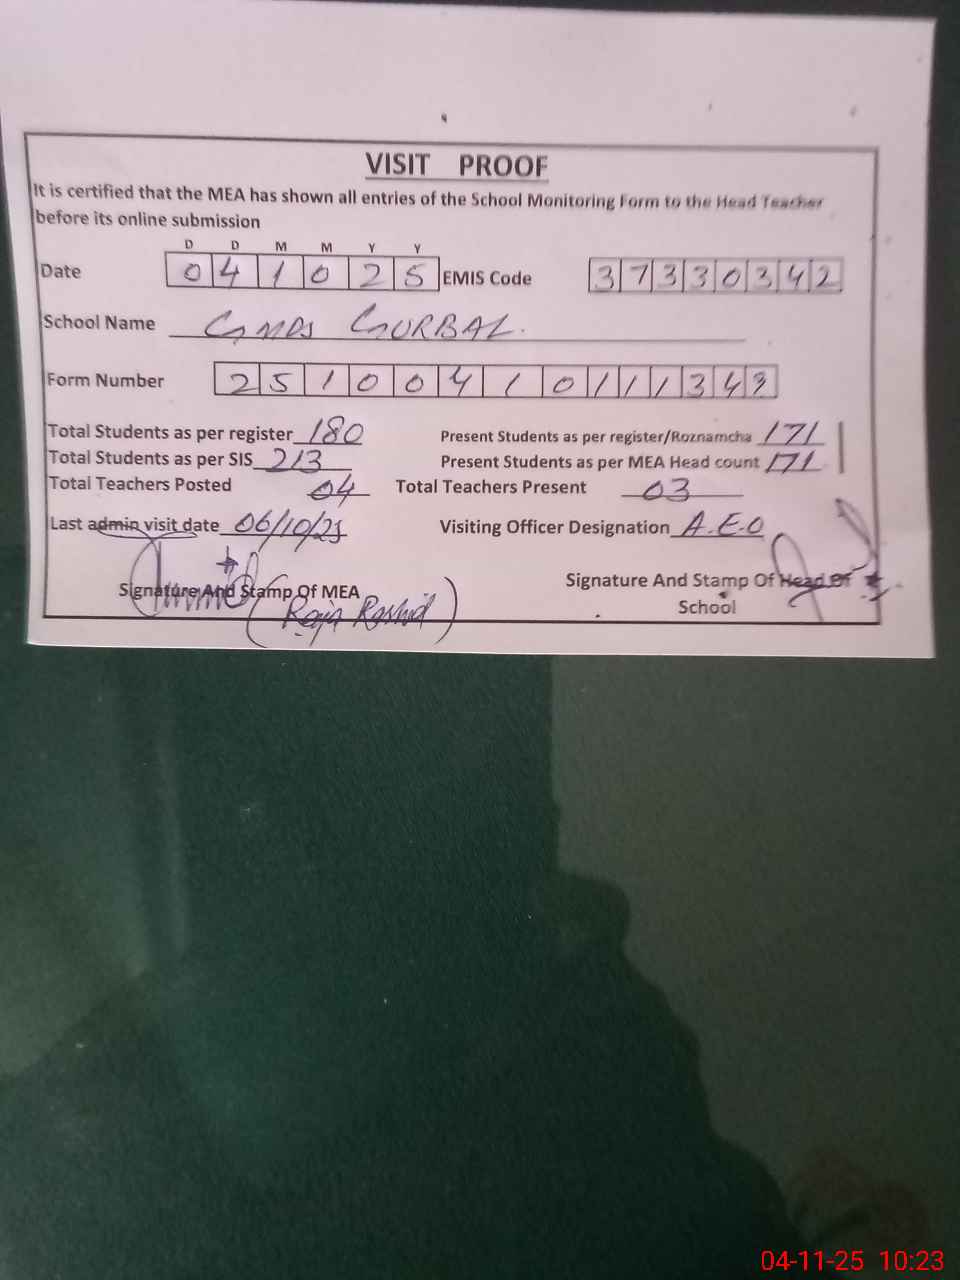 VISIT PROOF
It is certified that the MEA has shown all entries of the School Monitoring Form to the Head Teacher
before its online submission
D D M M Y Y
Date 0 4 1 0 2 5 EMIS Code 3 7 3 3 0 3 4 2
School Name GMPS GORBAL.
Form Number 2 5 1 0 0 4 1 0 1 1 1 3 4 3
Total Students as per register 180 Present Students as per register/Roznamcha 171
Total Students as per SIS 213 Present Students as per MEA Head count 171
Total Teachers Posted 04 Total Teachers Present 03
Last admin visit date 06/10/25 Visiting Officer Designation A.E.O
Signature And Stamp Of MEA Signature And Stamp Of Head Of
School
(Raja Rashid)
04-11-25 10:23